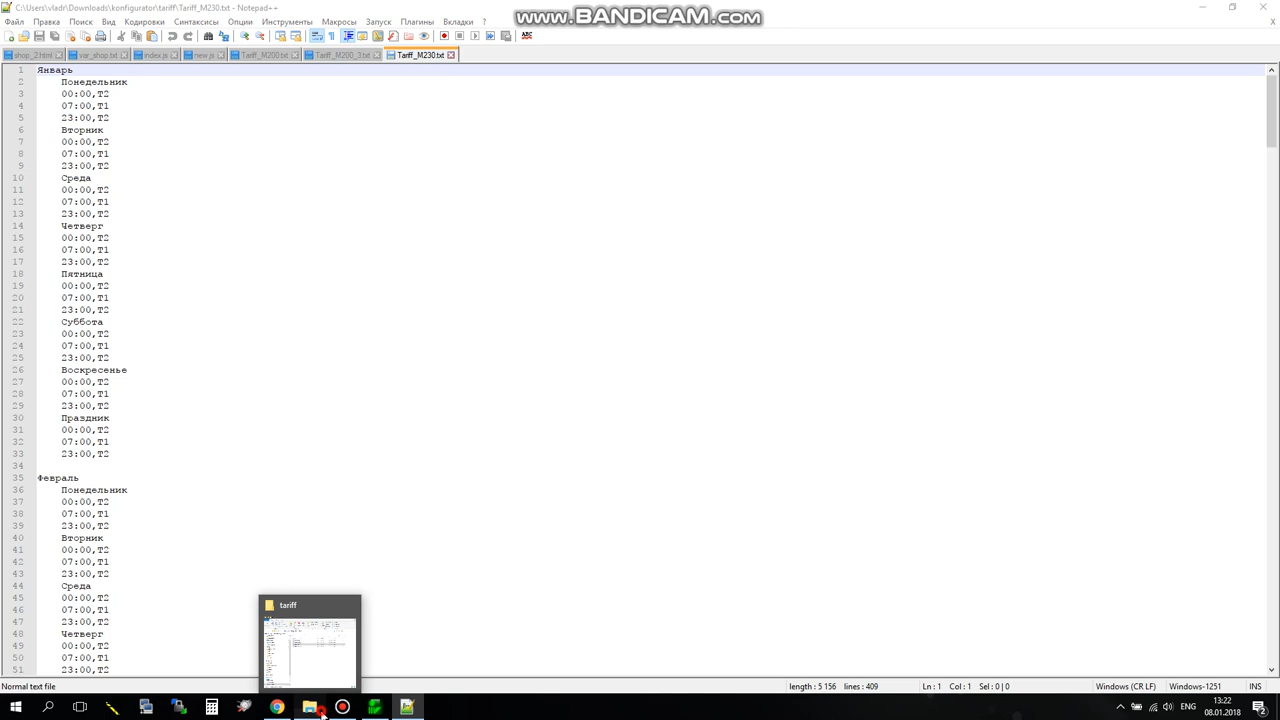 C:\Users\vladr\Downloads\konfigurator\tariff\Tariff_M230.txt - Notepad++
www.BANDICAM.com
Файл Правка Поиск Вид Кодировки Синтаксисы Опции Инструменты Макросы Запуск Плагины Вкладки ?
shop_2.html var_shop.txt index.js new.js Tariff_M200.txt Tariff_M200_3.txt Tariff_M230.txt
1 Январь
2 Понедельник
3 00:00,T2
4 07:00,T1
5 23:00,T2
6 Вторник
7 00:00,T2
8 07:00,T1
9 23:00,T2
10 Среда
11 00:00,T2
12 07:00,T1
13 23:00,T2
14 Четверг
15 00:00,T2
16 07:00,T1
17 23:00,T2
18 Пятница
19 00:00,T2
20 07:00,T1
21 23:00,T2
22 Суббота
23 00:00,T2
24 07:00,T1
25 23:00,T2
26 Воскресенье
27 00:00,T2
28 07:00,T1
29 23:00,T2
30 Праздник
31 00:00,T2
32 07:00,T1
33 23:00,T2
34
35 Февраль
36 Понедельник
37 00:00,T2
38 07:00,T1
39 23:00,T2
40 Вторник
41 00:00,T2
42 07:00,T1
43 23:00,T2
44 Среда
45 00:00,T2
46 07:00,T1
47 23:00,T2
48 Четверг
49 00:00,T2
50 07:00,T1
51 23:00,T2
tariff
Normal text file length : 5 156 lines : 409 Ln : 1 Col : 1 Sel : 0 | 0 Windows (CR LF) Windows-1251 INS
ENG 13:22
08.01.2018